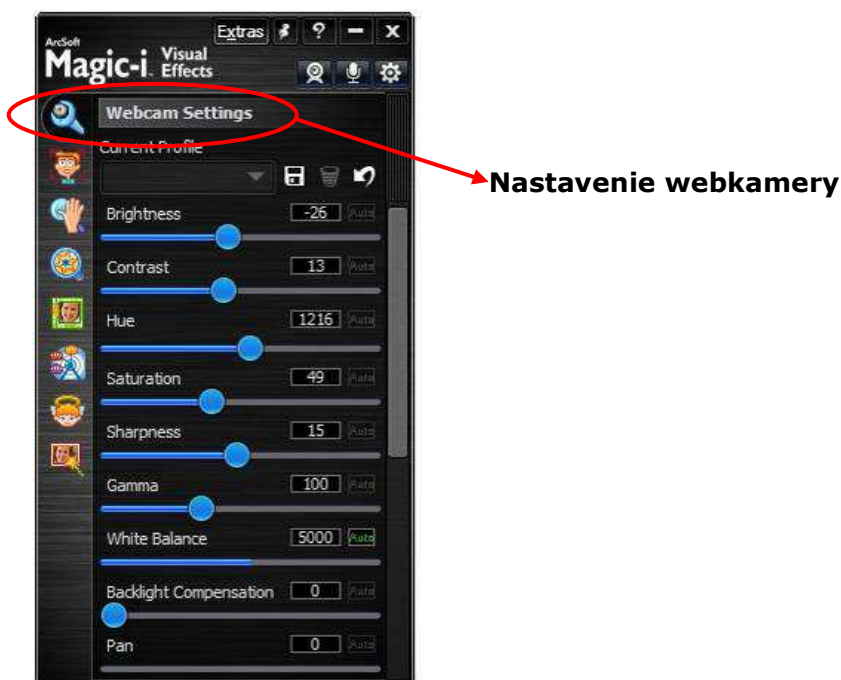 Extras ? – x
ArcSoft
Magic-i Visual
Effects
Webcam Settings
Current Profile
Nastavenie webkamery
Brightness -26 Auto
Contrast 13 Auto
Hue 1216 Auto
Saturation 49 Auto
Sharpness 15 Auto
Gamma 100 Auto
White Balance 5000 Auto
Backlight Compensation 0 Auto
Pan 0 Auto